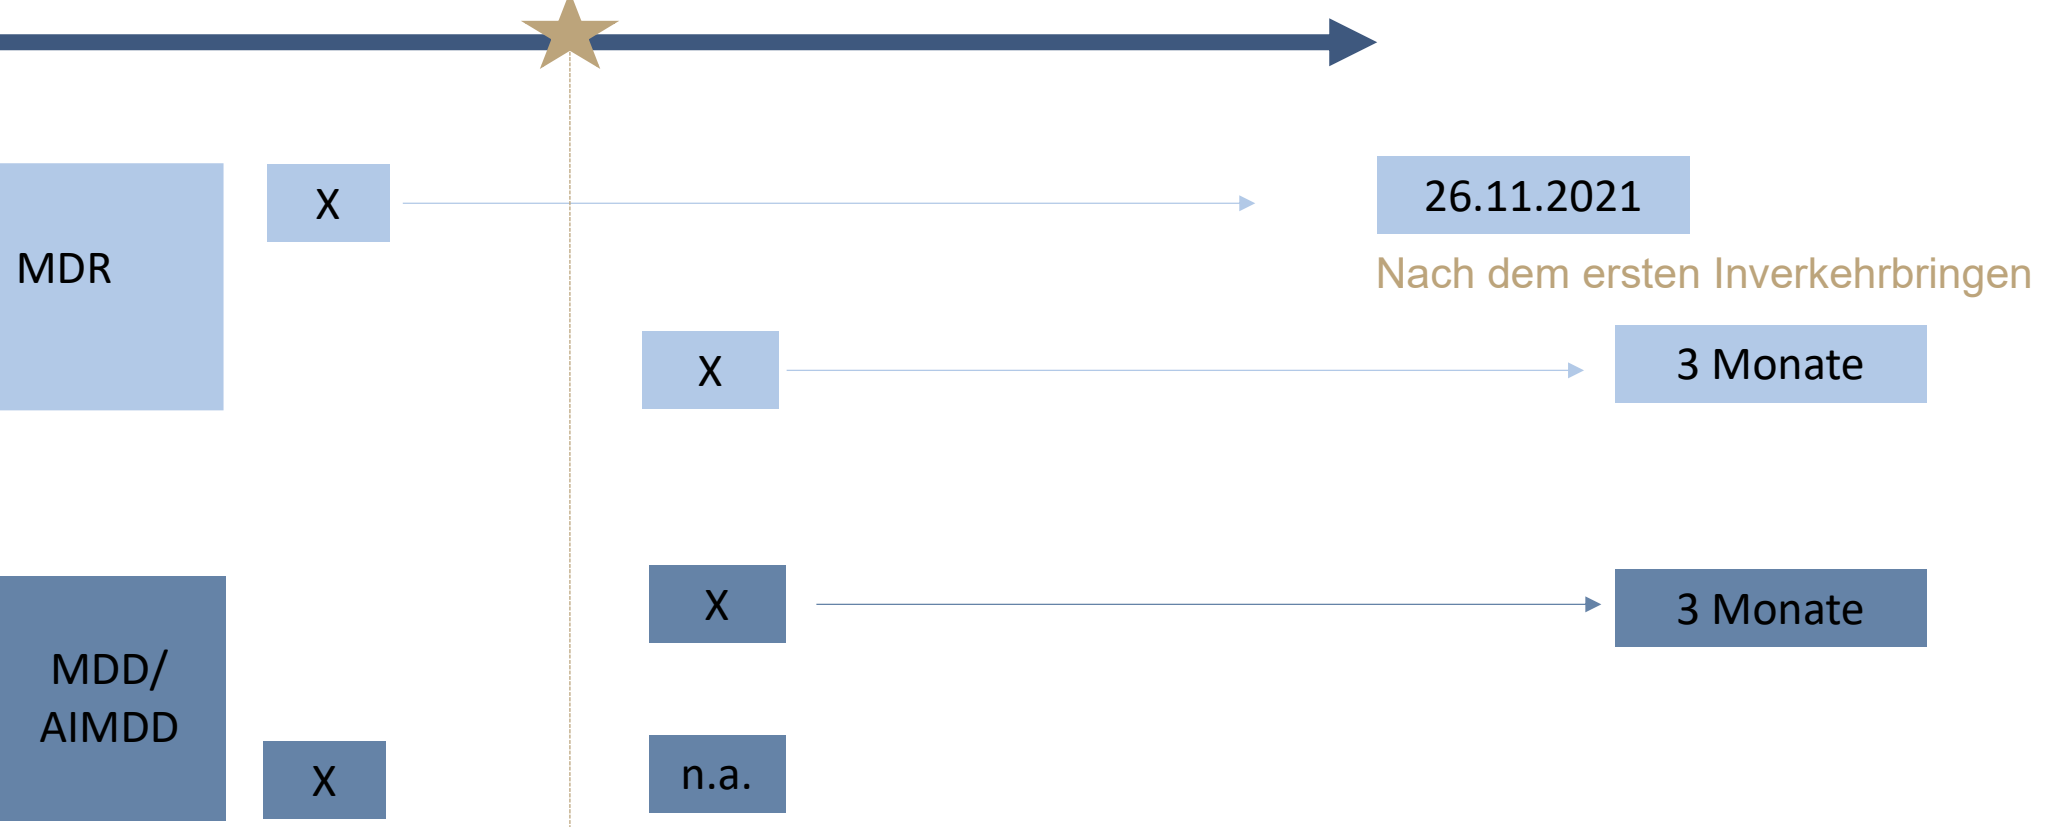 X
26.11.2021
MDR
Nach dem ersten Inverkehrbringen
X
3 Monate
X
3 Monate
MDD/
AIMDD
X
n.a.